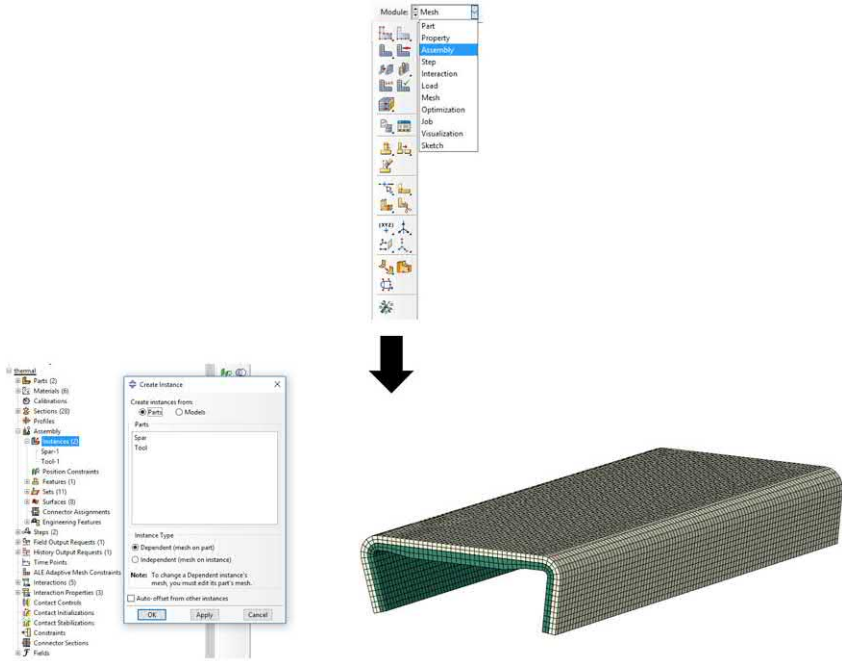 Module: Mesh
Part
Property
Assembly
Step
Interaction
Load
Mesh
Optimization
Job
Visualization
Sketch
(XYZ)
thermal
Parts (2)
Materials (6)
Calibrations
Sections (28)
Profiles
Assembly
Instances (2)
Spar-1
Tool-1
Position Constraints
Features (1)
Sets (11)
Surfaces (8)
Connector Assignments
Engineering Features
Steps (2)
Field Output Requests (1)
History Output Requests (1)
Time Points
ALE Adaptive Mesh Constraints
Interactions (5)
Interaction Properties (3)
Contact Controls
Contact Initializations
Contact Stabilizations
Constraints
Connector Sections
Fields
Create Instance
Create instances from:
Parts Models
Parts
Spar
Tool
Instance Type
Dependent (mesh on part)
Independent (mesh on instance)
Note: To change a Dependent instance's
mesh, you must edit its part's mesh.
Auto-offset from other instances
OK Apply Cancel